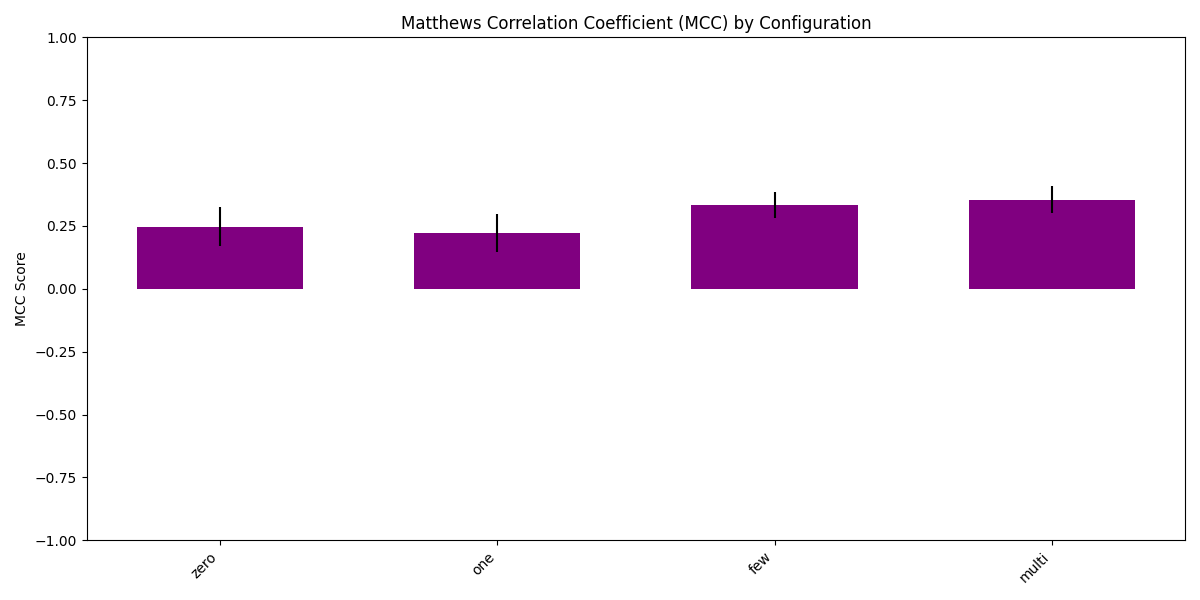 Matthews Correlation Coefficient (MCC) by Configuration
MCC Score
1.00
0.75
0.50
0.25
0.00
−0.25
−0.50
−0.75
−1.00
zero
one
few
multi